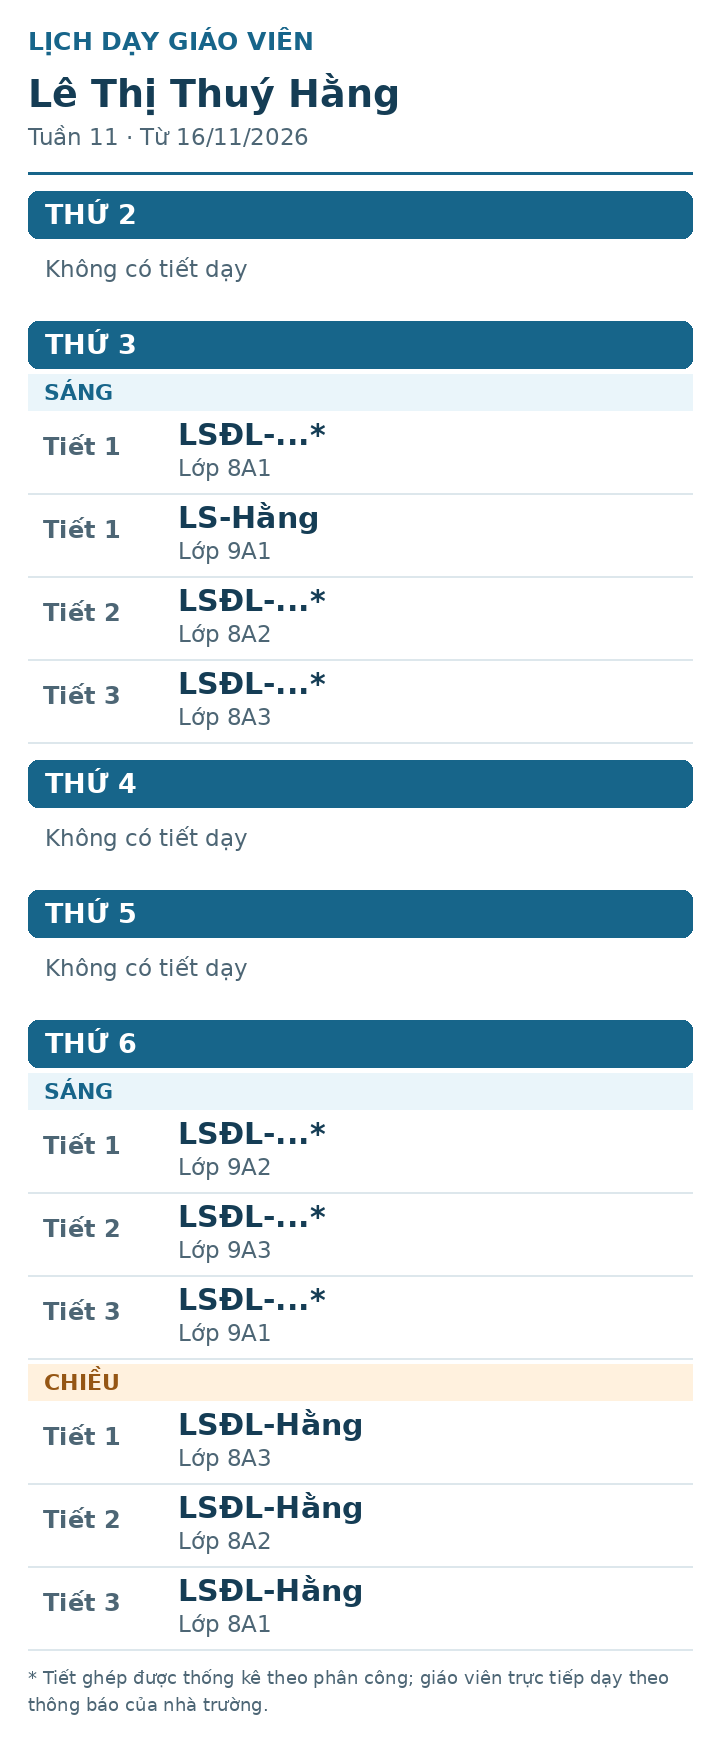 LỊCH DẠY GIÁO VIÊN
Lê Thị Thuý Hằng
Tuần 11 · Từ 16/11/2026
THỨ 2
Không có tiết dạy
THỨ 3
SÁNG
Tiết 1
LSĐL-...*
Lớp 8A1
Tiết 1
LS-Hằng
Lớp 9A1
Tiết 2
LSĐL-...*
Lớp 8A2
Tiết 3
LSĐL-...*
Lớp 8A3
THỨ 4
Không có tiết dạy
THỨ 5
Không có tiết dạy
THỨ 6
SÁNG
Tiết 1
LSĐL-...*
Lớp 9A2
Tiết 2
LSĐL-...*
Lớp 9A3
Tiết 3
LSĐL-...*
Lớp 9A1
CHIỀU
Tiết 1
LSĐL-Hằng
Lớp 8A3
Tiết 2
LSĐL-Hằng
Lớp 8A2
Tiết 3
LSĐL-Hằng
Lớp 8A1
* Tiết ghép được thống kê theo phân công; giáo viên trực tiếp dạy theo
thông báo của nhà trường.